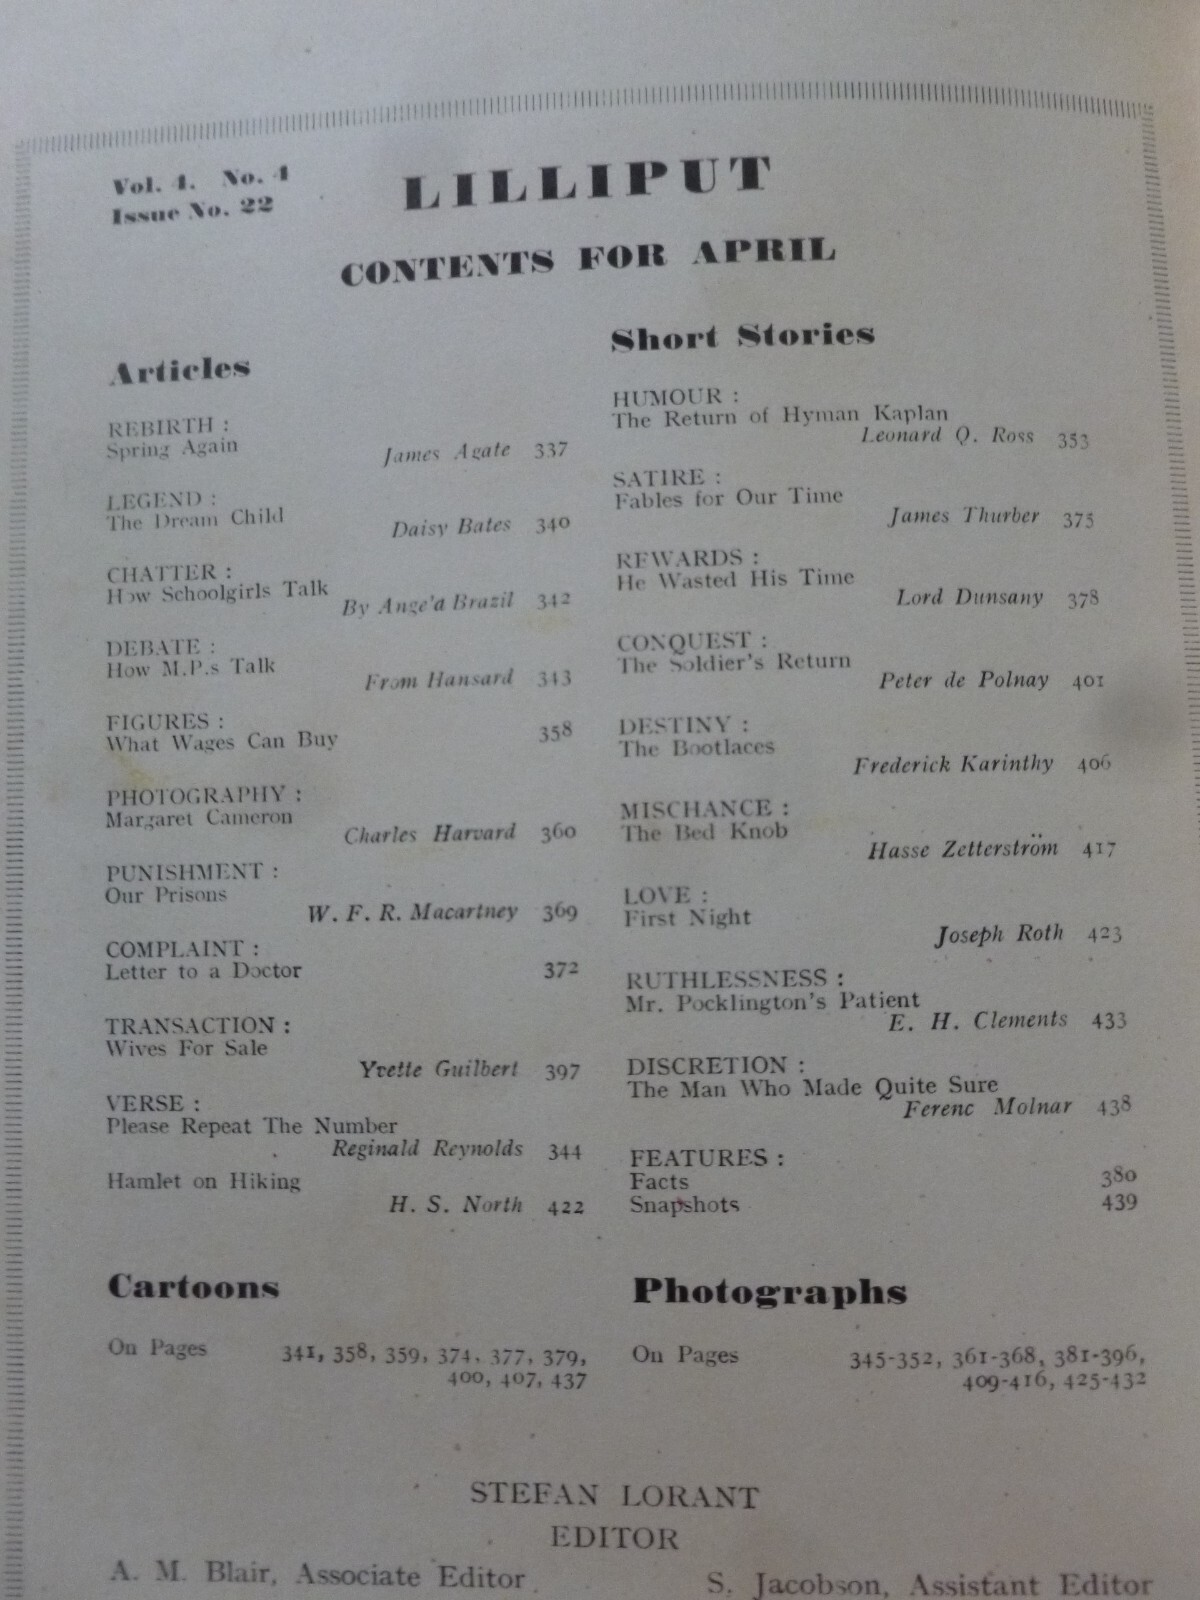 Vol. 4. No. 4
Issue No. 22
LILLIPUT
CONTENTS FOR APRIL
Articles
REBIRTH :
Spring Again
James Agate 337
LEGEND :
The Dream Child
Daisy Bates 340
CHATTER :
How Schoolgirls Talk
By Ange'a Brazil 342
DEBATE :
How M.P.s Talk
From Hansard 343
FIGURES :
What Wages Can Buy 358
PHOTOGRAPHY :
Margaret Cameron
Charles Harvard 360
PUNISHMENT :
Our Prisons
W. F. R. Macartney 369
COMPLAINT :
Letter to a Doctor 372
TRANSACTION :
Wives For Sale
Yvette Guilbert 397
VERSE :
Please Repeat The Number
Reginald Reynolds 344
Hamlet on Hiking
H. S. North 422
Short Stories
HUMOUR :
The Return of Hyman Kaplan
Leonard Q. Ross 353
SATIRE :
Fables for Our Time
James Thurber 375
REWARDS :
He Wasted His Time
Lord Dunsany 378
CONQUEST :
The Soldier's Return
Peter de Polnay 401
DESTINY :
The Bootlaces
Frederick Karinthy 406
MISCHANCE :
The Bed Knob
Hasse Zetterström 417
LOVE :
First Night
Joseph Roth 423
RUTHLESSNESS :
Mr. Pocklington's Patient
E. H. Clements 433
DISCRETION :
The Man Who Made Quite Sure
Ferenc Molnar 438
FEATURES :
Facts 380
Snapshots 439
Cartoons
On Pages 341, 358, 359, 374, 377, 379,
400, 407, 437
Photographs
On Pages 345-352, 361-368, 381-396,
409-416, 425-432
STEFAN LORANT
EDITOR
A. M. Blair, Associate Editor
S. Jacobson, Assistant Editor